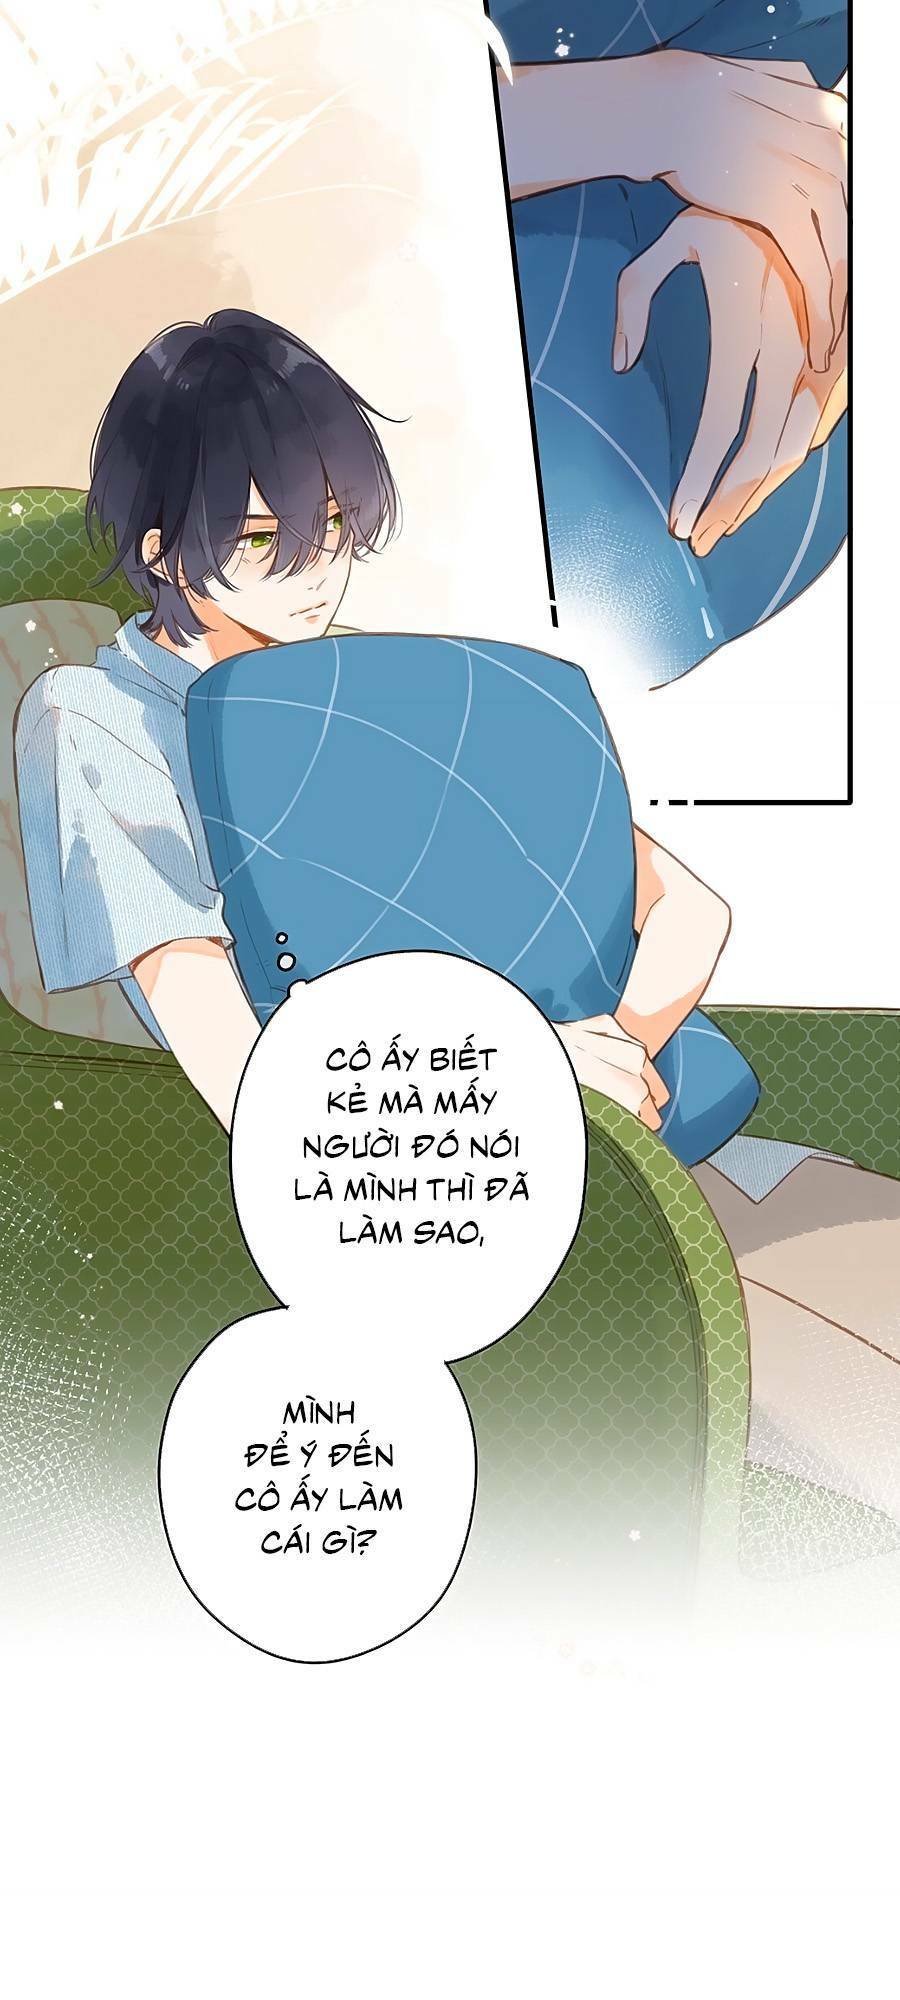 CÔ ẤY BIẾT
KẺ MÀ MẤY
NGƯỜI ĐÓ NÓI
LÀ MÌNH THÌ ĐÃ
LÀM SAO,
MÌNH
ĐỂ Ý ĐẾN
CÔ ẤY LÀM
CÁI GÌ?